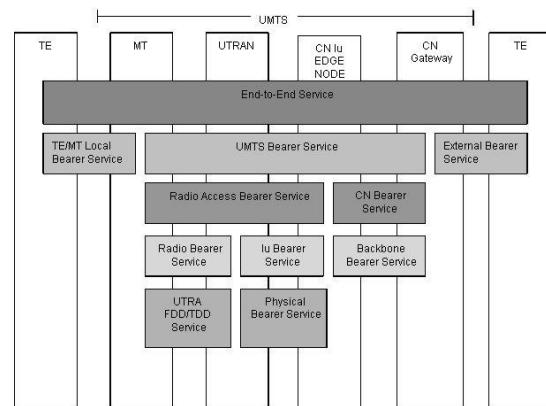 UMTS
TE
MT
UTRAN
CN Iu
EDGE
NODE
CN
Gateway
TE
End-to-End Service
TE/MT Local
Bearer Service
UMTS Bearer Service
External Bearer
Service
Radio Access Bearer Service
CN Bearer
Service
Radio Bearer
Service
Iu Bearer
Service
Backbone
Bearer Service
UTRA
FDD/TDD
Service
Physical
Bearer Service